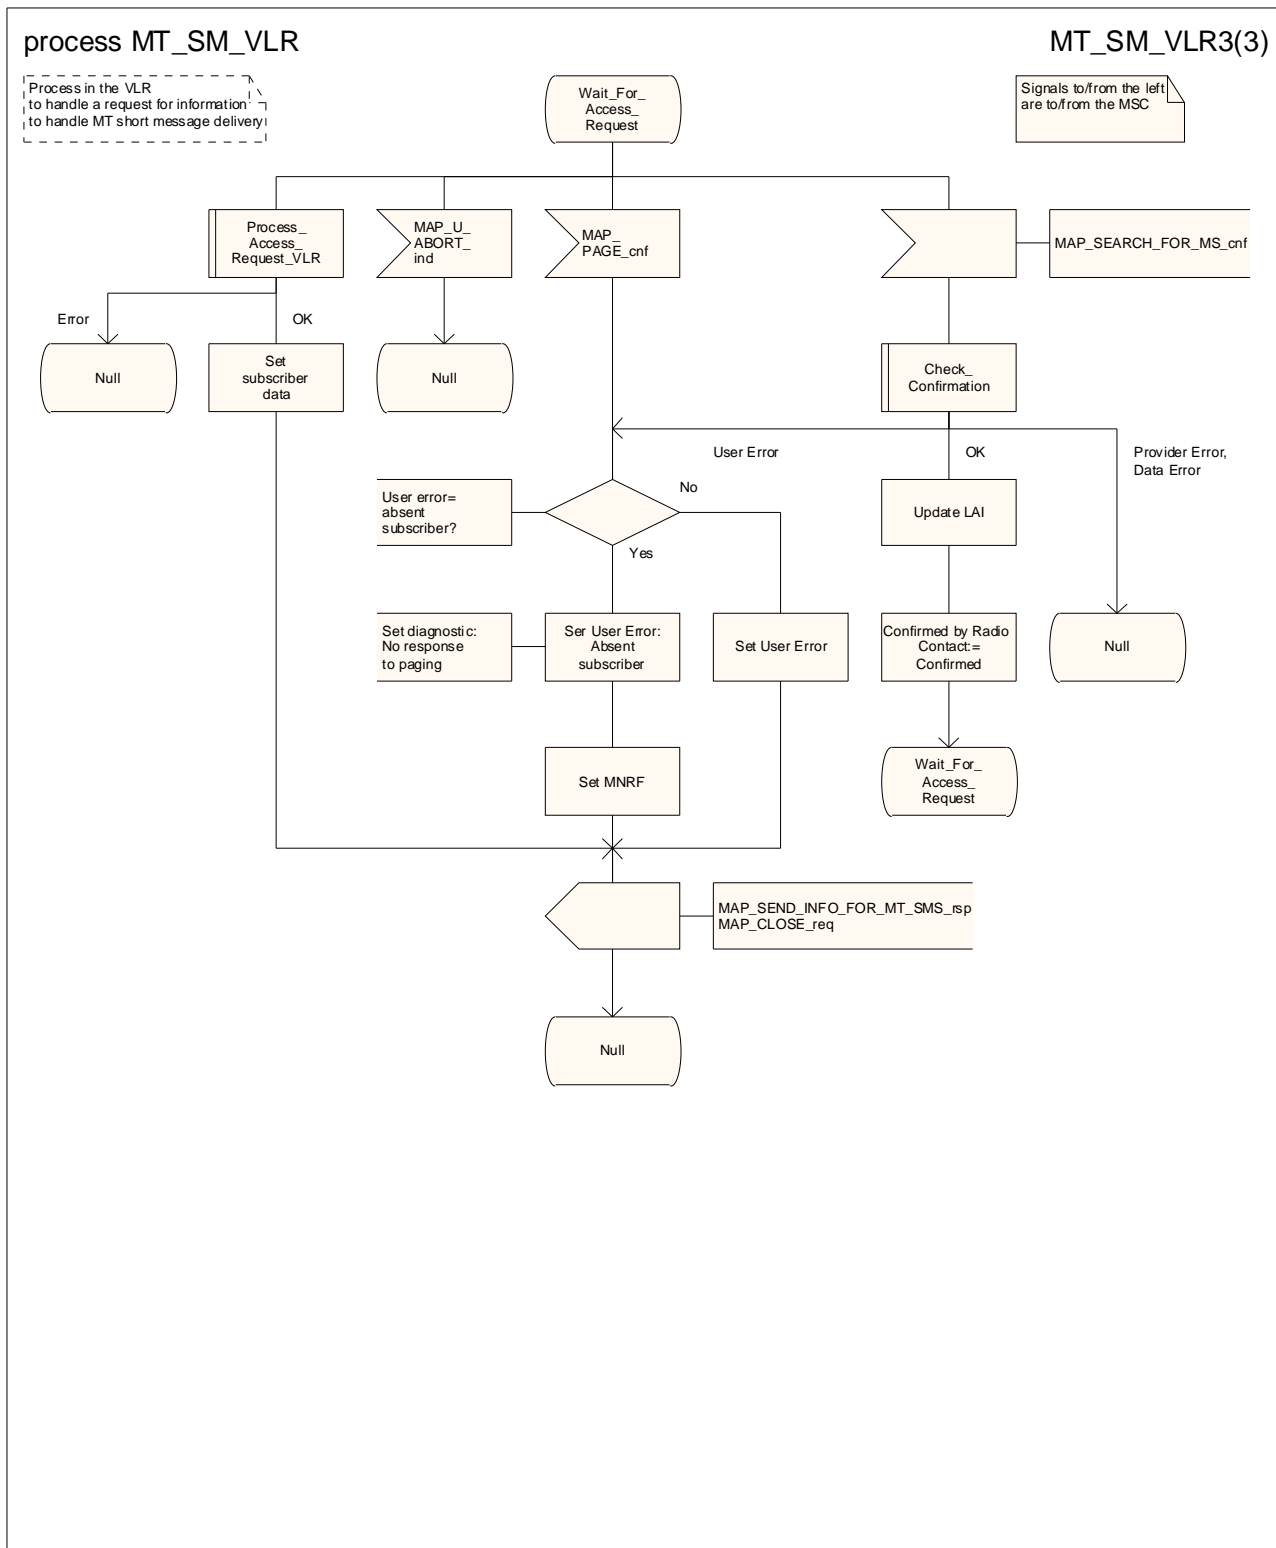 process MT_SM_VLR
MT_SM_VLR3(3)
Process in the VLR
to handle a request for information
to handle MT short message delivery
Wait_For_
Access_
Request
Signals to/from the left
are to/from the MSC
Process_
Access_
Request_VLR
MAP_U_
ABORT_
ind
MAP_
PAGE_cnf
MAP_SEARCH_FOR_MS_cnf
Error
OK
Null
Set
subscriber
data
Null
Check_
Confirmation
User Error
OK
Provider Error,
Data Error
User error=
absent
subscriber?
No
Yes
Update LAI
Set diagnostic:
No response
to paging
Ser User Error:
Absent
subscriber
Set User Error
Confirmed by Radio
Contact:=
Confirmed
Null
Set MNRF
Wait_For_
Access_
Request
MAP_SEND_INFO_FOR_MT_SMS_rsp
MAP_CLOSE_req
Null